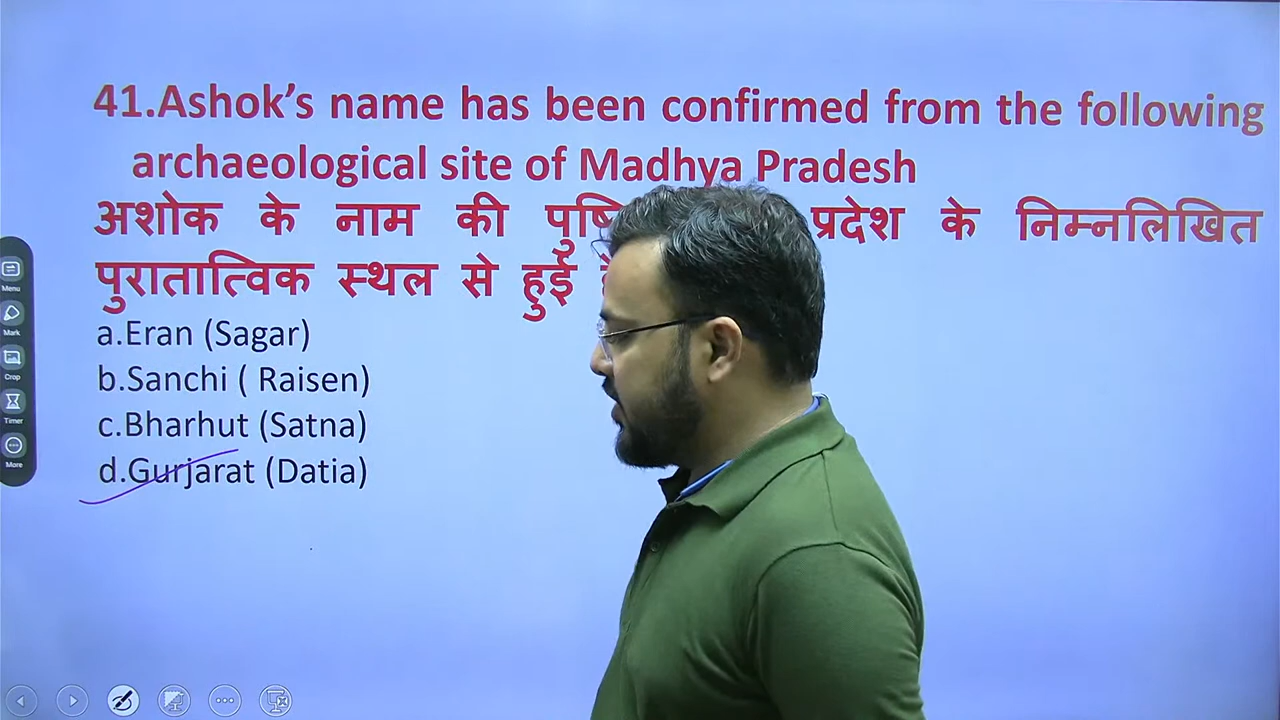 41.Ashok’s name has been confirmed from the following
archaeological site of Madhya Pradesh
अशोक के नाम की प्रदेश के निम्नलिखित
पुरातात्विक स्थल से हुई
a.Eran (Sagar)
b.Sanchi ( Raisen)
c.Bharhut (Satna)
d.Gurjarat (Datia)
Menu
Mark
Crop
Timer
More